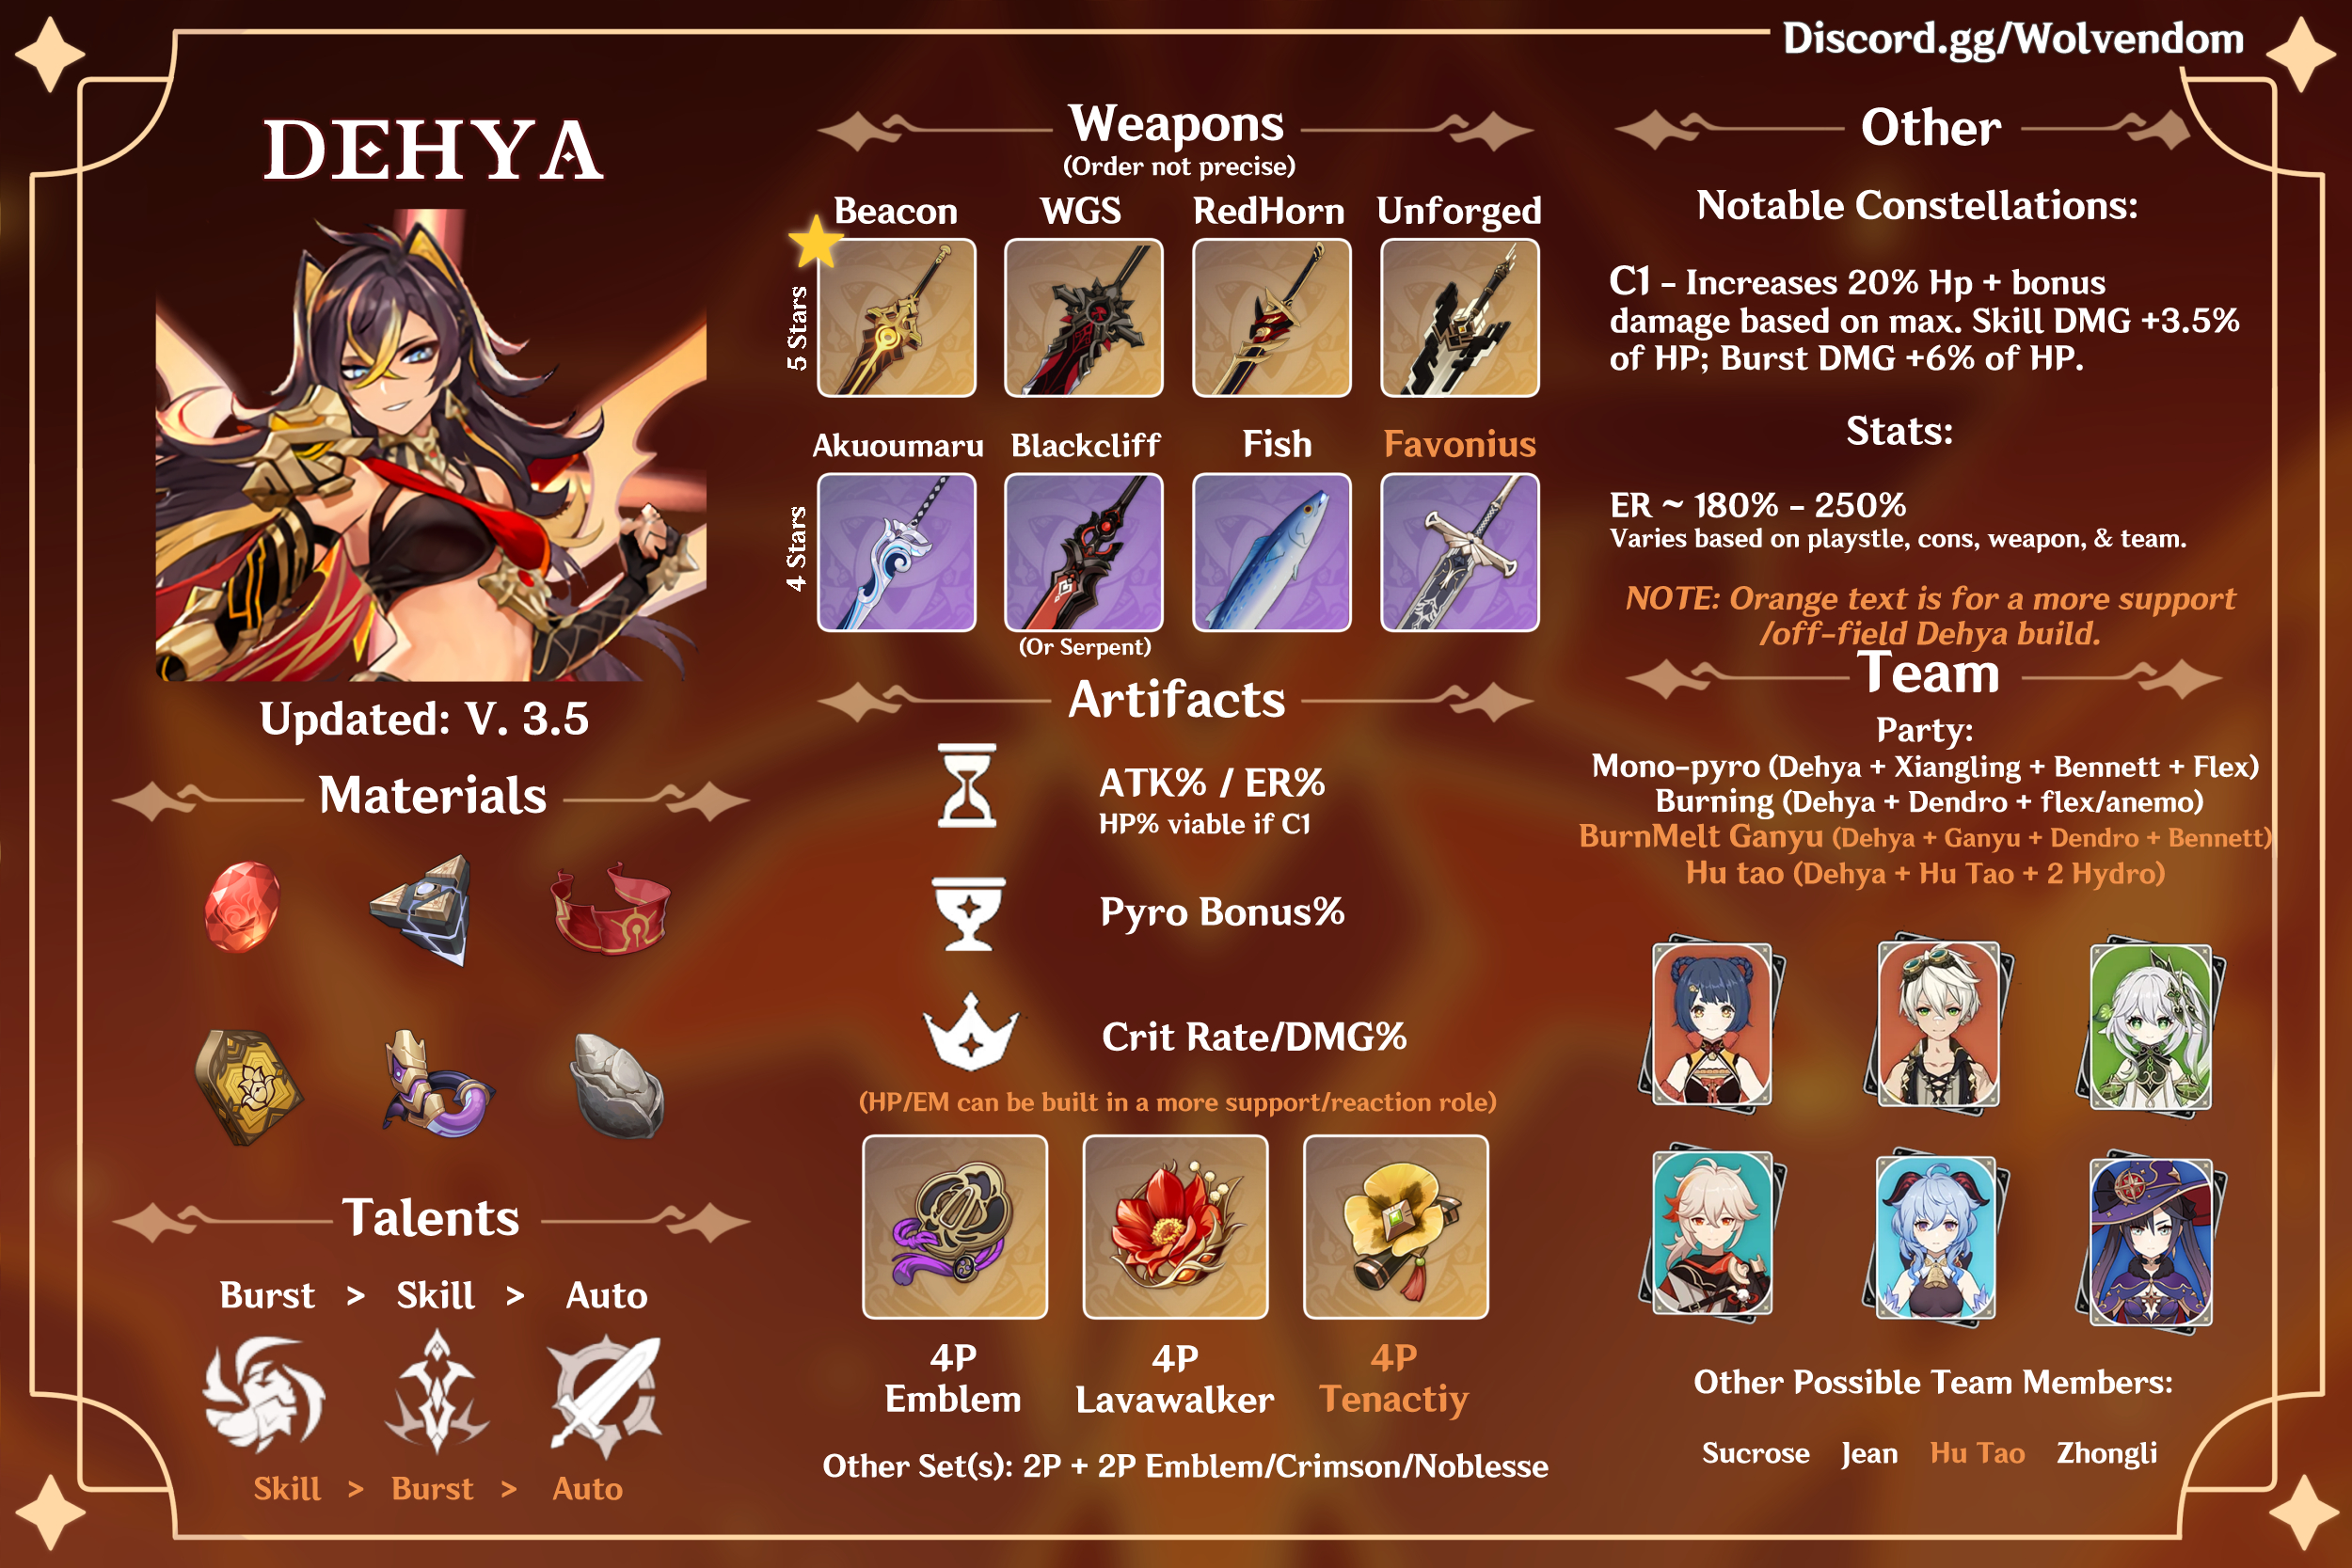 Discord.gg/Wolvendom
DEHYA
Updated: V. 3.5
Materials
Talents
Burst > Skill > Auto
Skill > Burst > Auto
Weapons
(Order not precise)
Beacon WGS RedHorn Unforged
5 Stars
Akuoumaru Blackcliff Fish Favonius
4 Stars
(Or Serpent)
Artifacts
ATK% / ER%
HP% viable if C1
Pyro Bonus%
Crit Rate/DMG%
(HP/EM can be built in a more support/reaction role)
4P 4P 4P
Emblem Lavawalker Tenactiy
Other Set(s): 2P + 2P Emblem/Crimson/Noblesse
Other
Notable Constellations:
C1 - Increases 20% Hp + bonus
damage based on max. Skill DMG +3.5%
of HP; Burst DMG +6% of HP.
Stats:
ER ~ 180% - 250%
Varies based on playstle, cons, weapon, & team.
NOTE: Orange text is for a more support
/off-field Dehya build.
Team
Party:
Mono-pyro (Dehya + Xiangling + Bennett + Flex)
Burning (Dehya + Dendro + flex/anemo)
BurnMelt Ganyu (Dehya + Ganyu + Dendro + Bennett)
Hu tao (Dehya + Hu Tao + 2 Hydro)
Other Possible Team Members:
Sucrose Jean Hu Tao Zhongli